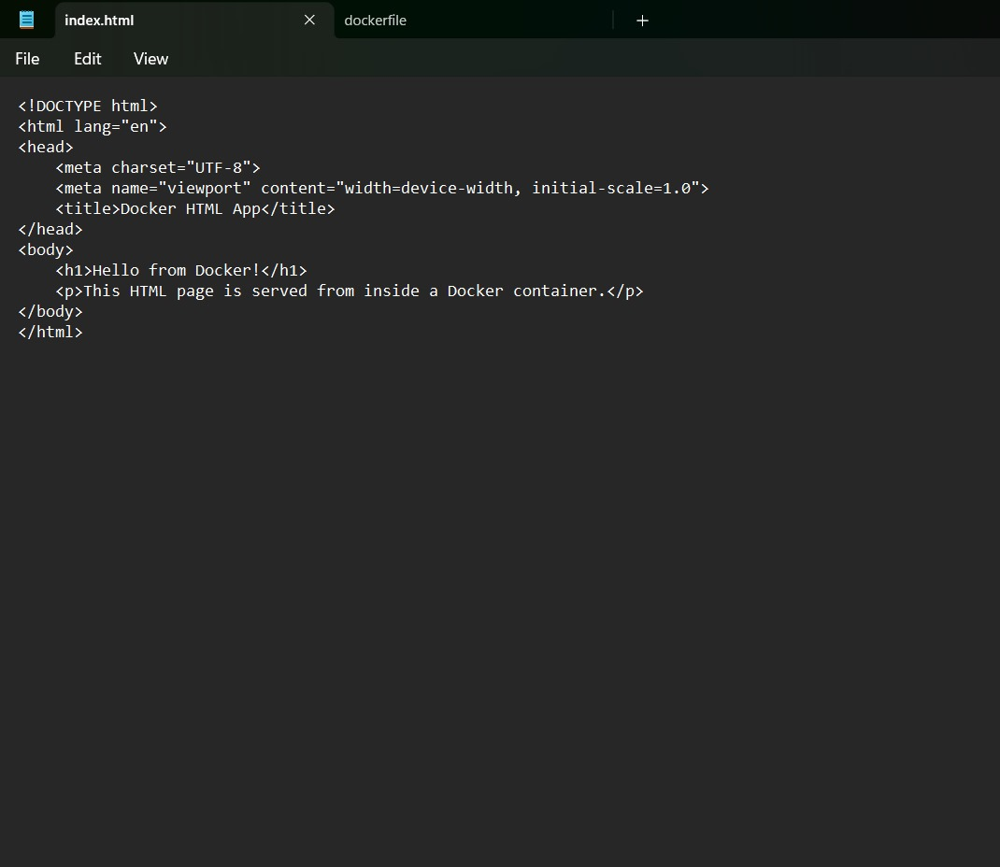 index.html
dockerfile
File Edit View
<!DOCTYPE html>
<html lang="en">
<head>
    <meta charset="UTF-8">
    <meta name="viewport" content="width=device-width, initial-scale=1.0">
    <title>Docker HTML App</title>
</head>
<body>
    <h1>Hello from Docker!</h1>
    <p>This HTML page is served from inside a Docker container.</p>
</body>
</html>